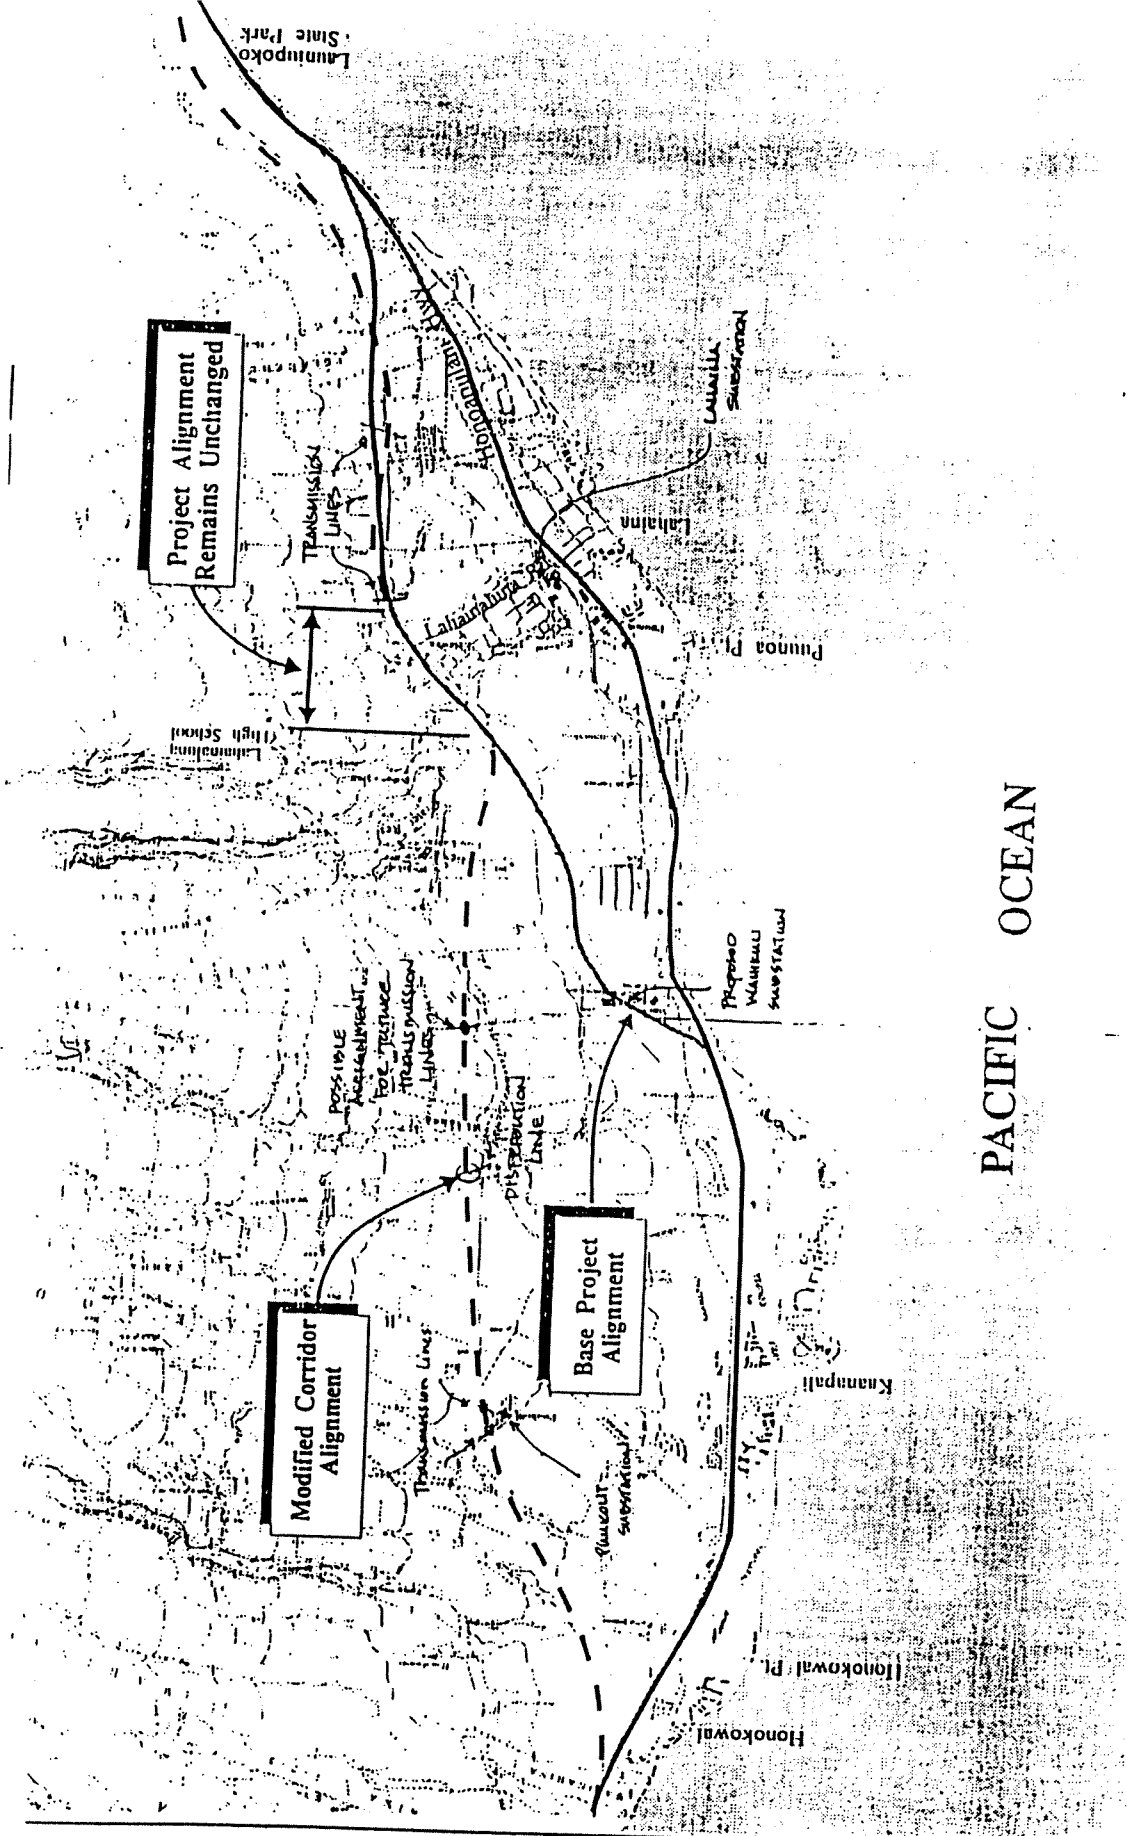 Launiupoko
State Park
Project Alignment
Remains Unchanged
TRANSMISSION
LINES
Honoapiilani Hwy
LAHAINA
SUBSTATION
Lahaina
Lahainaluna Rd
Puunoa Pt.
Lahainaluna
High School
POSSIBLE
ALIGNMENT
FOR FUTURE
TRANSMISSION
LINES
PROPOSED
WAHIKULI
SUBSTATION
DISTRIBUTION
LINE
Modified Corridor
Alignment
Base Project
Alignment
Transmission Lines
SUBSTATION
Kaanapali
Honokowai Pt.
Honokowai
PACIFIC OCEAN